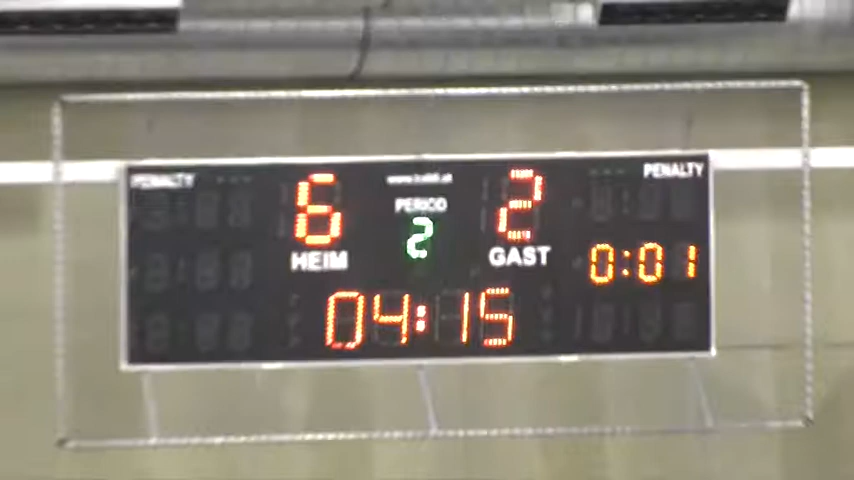 PENALTY 6 PERIOD 2 PENALTY
2
HEIM GAST 0:01
04:15